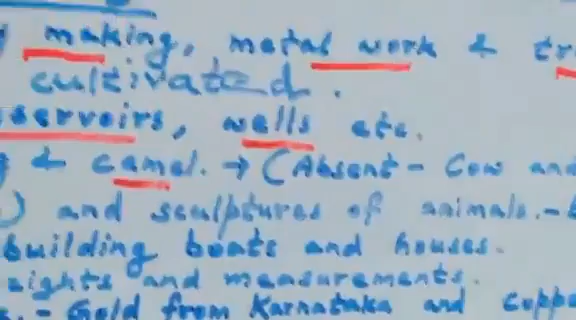 making, metal work & tr
cultivated.
servoirs, wells etc.
& camel. → (Absent - Cow and
) and sculptures of animals. -
building boats and houses.
eights and measurements.
s. - Gold from Karnataka and coppe